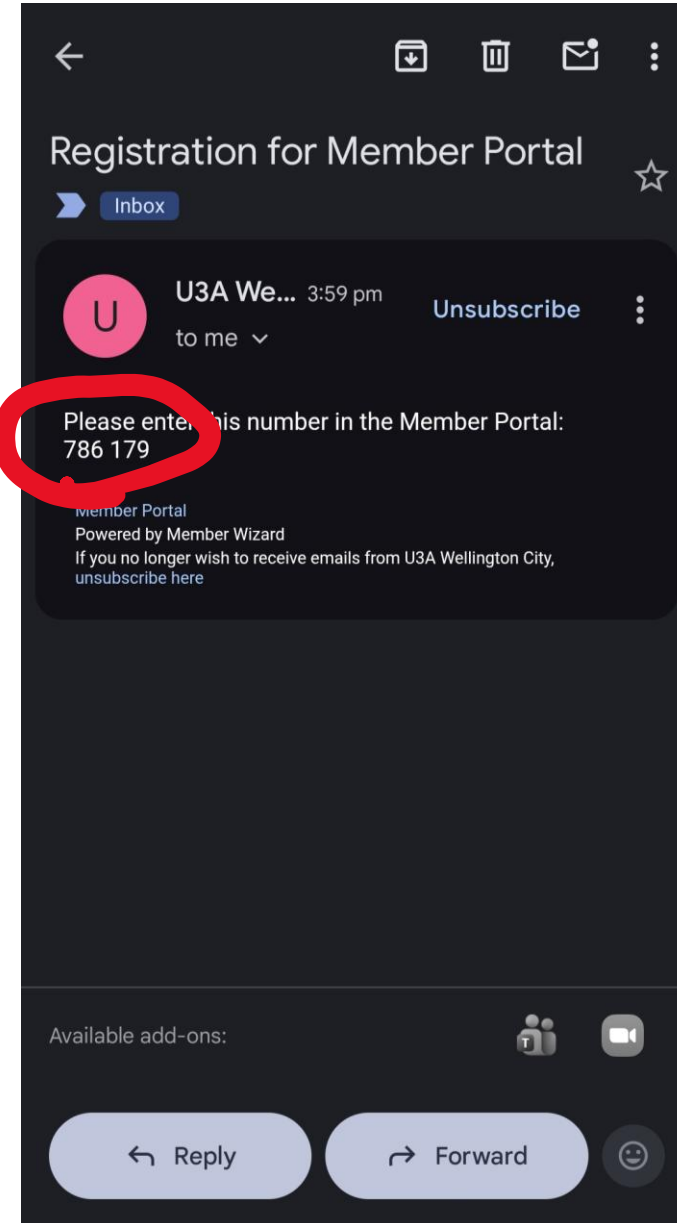 Registration for Member Portal
Inbox
U
U3A We... 3:59 pm
Unsubscribe
to me
Please enter this number in the Member Portal:
786 179
Member Portal
Powered by Member Wizard
If you no longer wish to receive emails from U3A Wellington City,
unsubscribe here
Available add-ons:
T
Reply
Forward